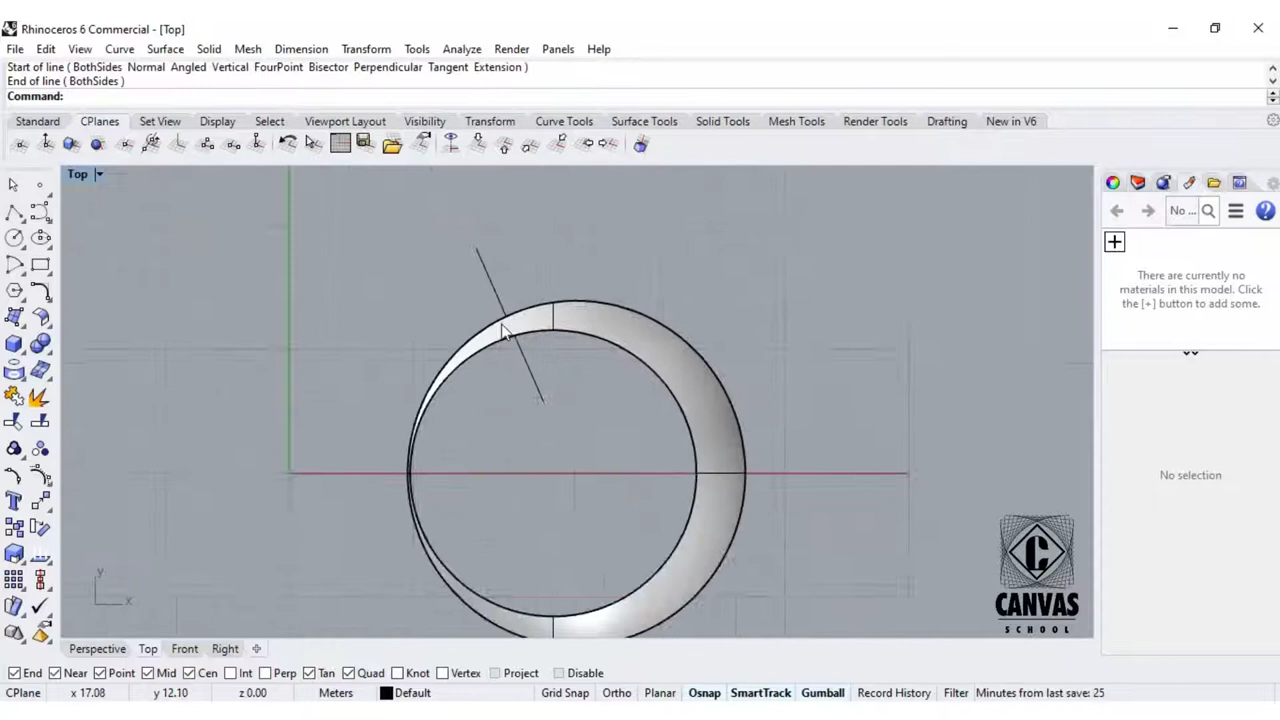 Rhinoceros 6 Commercial - [Top]
File Edit View Curve Surface Solid Mesh Dimension Transform Tools Analyze Render Panels Help
Start of line ( BothSides Normal Angled Vertical FourPoint Bisector Perpendicular Tangent Extension )
End of line ( BothSides )
Command:
Standard CPlanes Set View Display Select Viewport Layout Visibility Transform Curve Tools Surface Tools Solid Tools Mesh Tools Render Tools Drafting New in V6
Top
No ...
There are currently no
materials in this model. Click
the [+] button to add some.
No selection
y
x
C
CANVAS
SCHOOL
Perspective Top Front Right
End Near Point Mid Cen Int Perp Tan Quad Knot Vertex Project Disable
CPlane x 17.08 y 12.10 z 0.00 Meters Default Grid Snap Ortho Planar Osnap SmartTrack Gumball Record History Filter Minutes from last save: 25